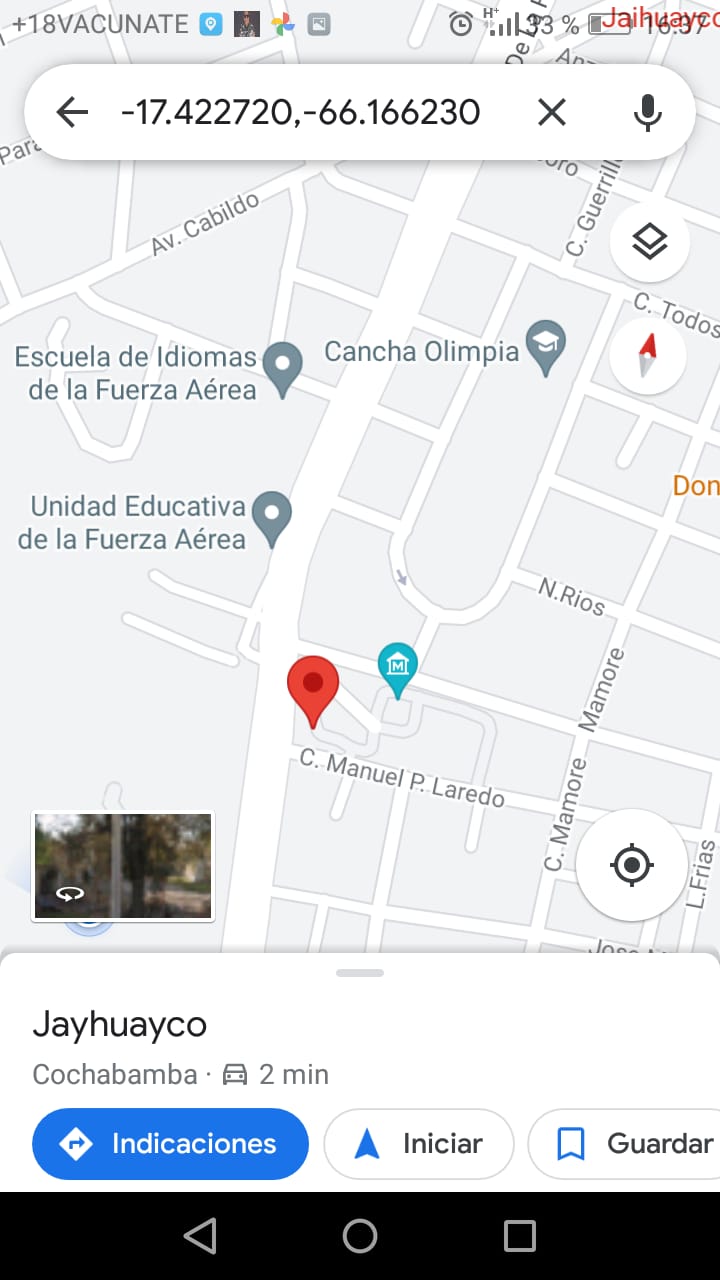 +18VACUNATE
H+
33 %
16:37
Jaihuayco
-17.422720,-66.166230
Av. Cabildo
C. Guerrill
C. Todos
Escuela de Idiomas
de la Fuerza Aérea
Cancha Olimpia
Don
Unidad Educativa
de la Fuerza Aérea
N.Rios
M
C. Mamore
Mamore
C. Manuel P. Laredo
L.Frias
Jayhuayco
Cochabamba · 2 min
Indicaciones
Iniciar
Guardar